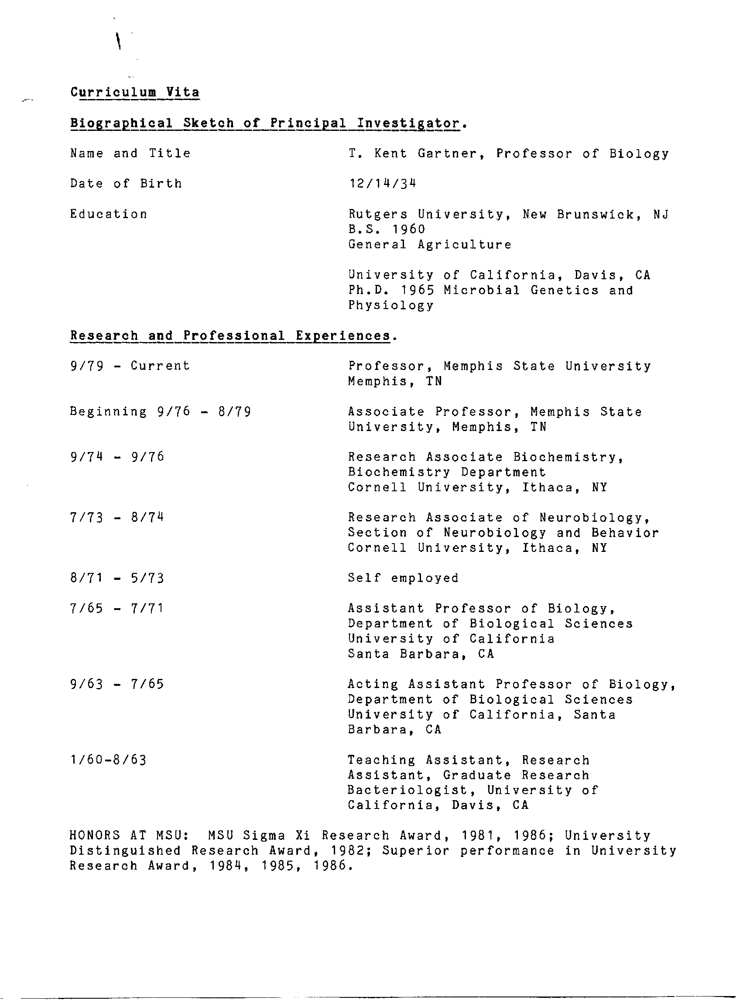 Curriculum Vita
Biographical Sketch of Principal Investigator.
Name and Title T. Kent Gartner, Professor of Biology
Date of Birth 12/14/34
Education Rutgers University, New Brunswick, NJ
B.S. 1960
General Agriculture
University of California, Davis, CA
Ph.D. 1965 Microbial Genetics and
Physiology
Research and Professional Experiences.
9/79 - Current Professor, Memphis State University
Memphis, TN
Beginning 9/76 - 8/79 Associate Professor, Memphis State
University, Memphis, TN
9/74 - 9/76 Research Associate Biochemistry,
Biochemistry Department
Cornell University, Ithaca, NY
7/73 - 8/74 Research Associate of Neurobiology,
Section of Neurobiology and Behavior
Cornell University, Ithaca, NY
8/71 - 5/73 Self employed
7/65 - 7/71 Assistant Professor of Biology,
Department of Biological Sciences
University of California
Santa Barbara, CA
9/63 - 7/65 Acting Assistant Professor of Biology,
Department of Biological Sciences
University of California, Santa
Barbara, CA
1/60-8/63 Teaching Assistant, Research
Assistant, Graduate Research
Bacteriologist, University of
California, Davis, CA
HONORS AT MSU: MSU Sigma Xi Research Award, 1981, 1986; University
Distinguished Research Award, 1982; Superior performance in University
Research Award, 1984, 1985, 1986.